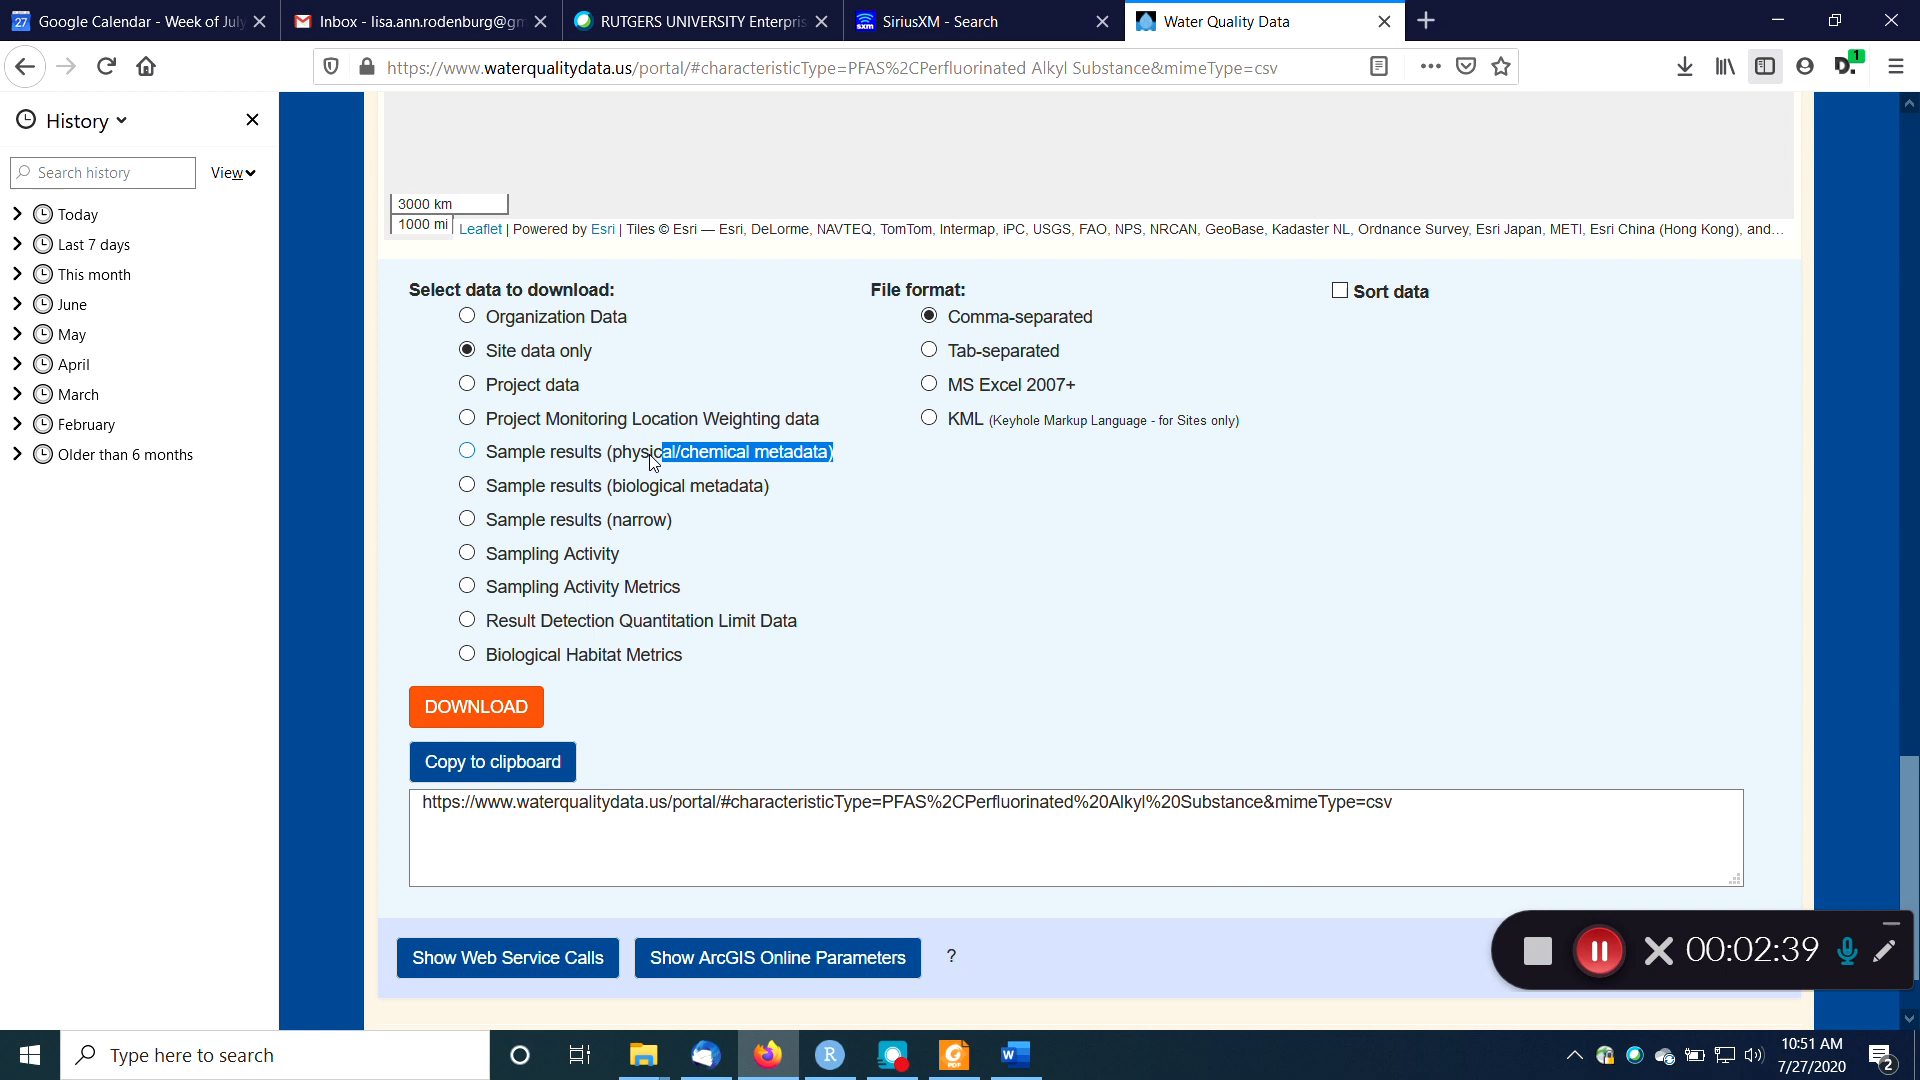 27 Google Calendar - Week of July
Inbox - lisa.ann.rodenburg@gm
RUTGERS UNIVERSITY Enterpris
SiriusXM - Search
Water Quality Data
https://www.waterqualitydata.us/portal/#characteristicType=PFAS%2CPerfluorinated Alkyl Substance&mimeType=csv
D. 1
History
Search history
View
Today
Last 7 days
This month
June
May
April
March
February
Older than 6 months
3000 km
1000 mi
Leaflet | Powered by Esri | Tiles © Esri — Esri, DeLorme, NAVTEQ, TomTom, Intermap, iPC, USGS, FAO, NPS, NRCAN, GeoBase, Kadaster NL, Ordnance Survey, Esri Japan, METI, Esri China (Hong Kong), and...
Select data to download:
Organization Data
Site data only
Project data
Project Monitoring Location Weighting data
Sample results (physical/chemical metadata)
Sample results (biological metadata)
Sample results (narrow)
Sampling Activity
Sampling Activity Metrics
Result Detection Quantitation Limit Data
Biological Habitat Metrics
File format:
Comma-separated
Tab-separated
MS Excel 2007+
KML (Keyhole Markup Language - for Sites only)
Sort data
DOWNLOAD
Copy to clipboard
https://www.waterqualitydata.us/portal/#characteristicType=PFAS%2CPerfluorinated%20Alkyl%20Substance&mimeType=csv
Show Web Service Calls
Show ArcGIS Online Parameters
?
00:02:39
Type here to search
10:51 AM
7/27/2020
2